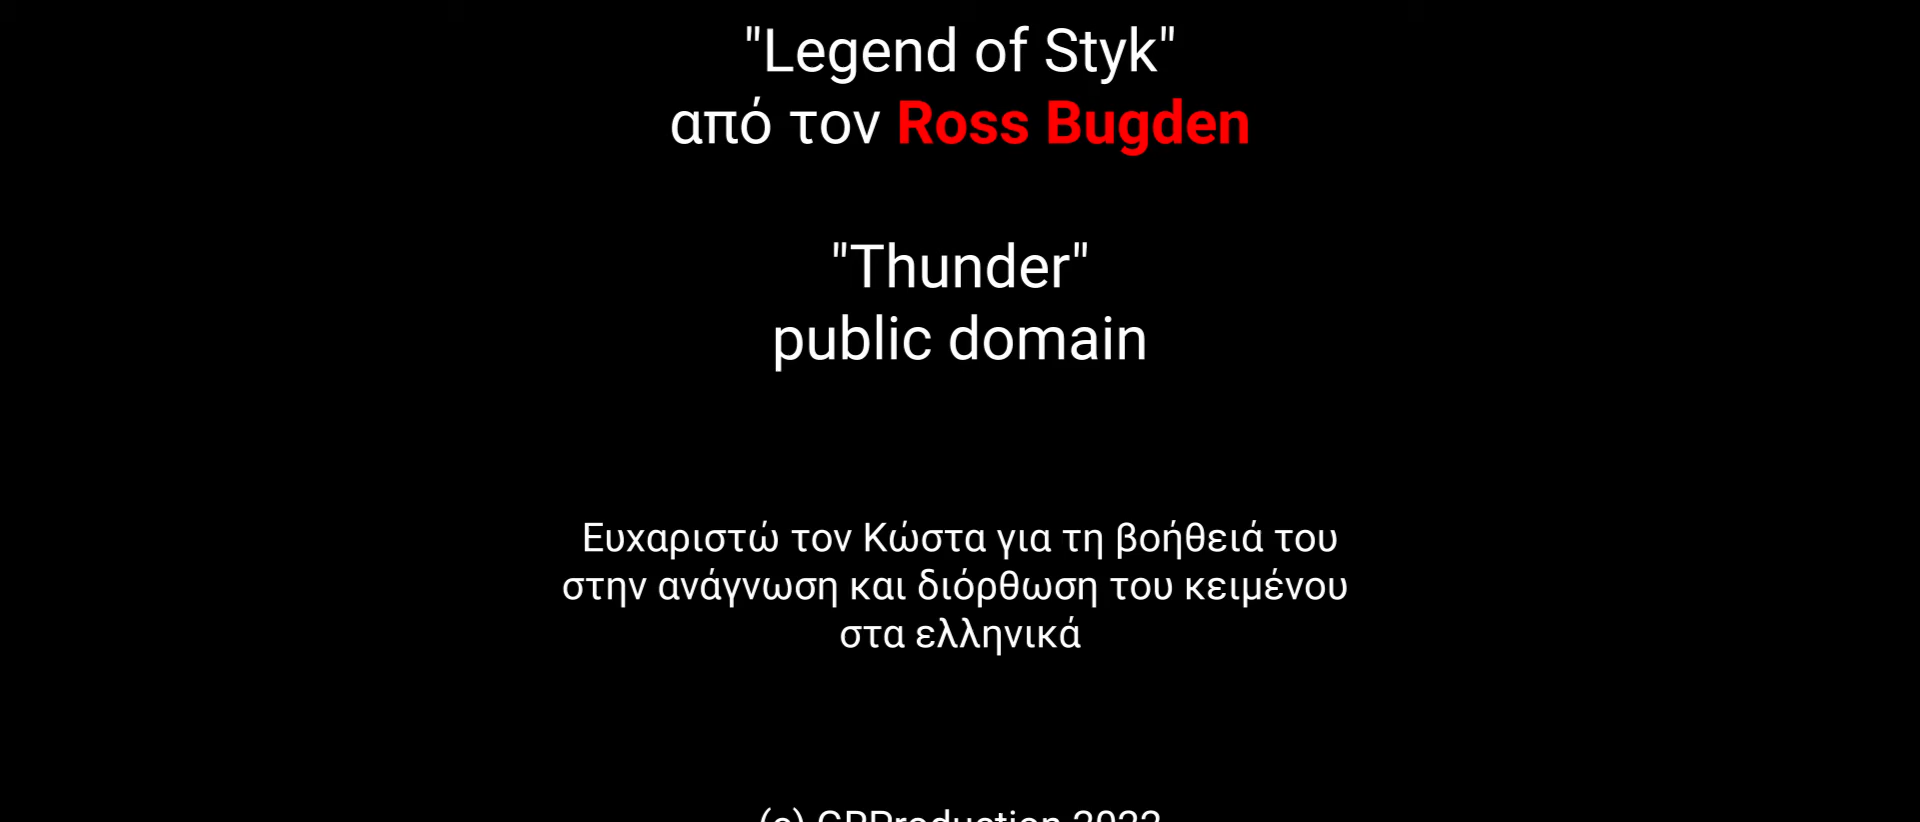 "Legend of Styk"
από τον Ross Bugden
"Thunder"
public domain
Ευχαριστώ τον Κώστα για τη βοήθειά του
στην ανάγνωση και διόρθωση του κειμένου
στα ελληνικά